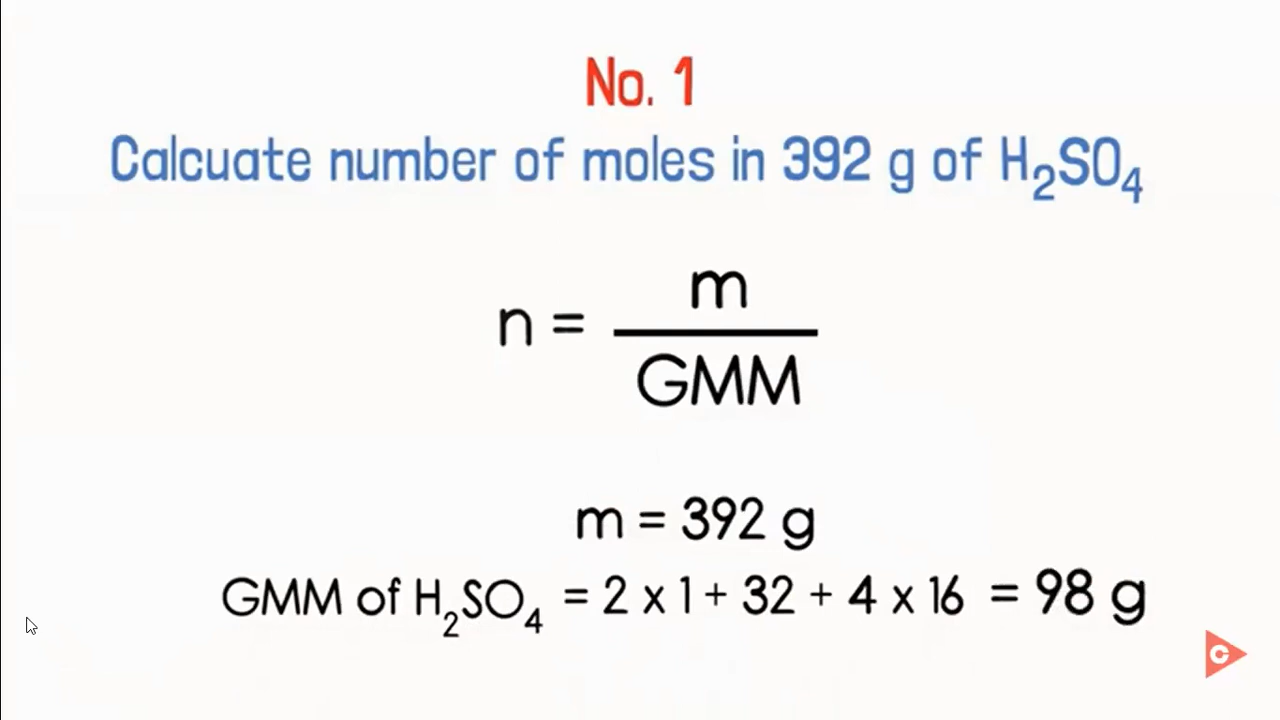 No. 1
Calcuate number of moles in 392 g of H₂SO₄
n = m
GMM
m = 392 g
GMM of H₂SO₄ = 2 x 1 + 32 + 4 x 16 = 98 g
C